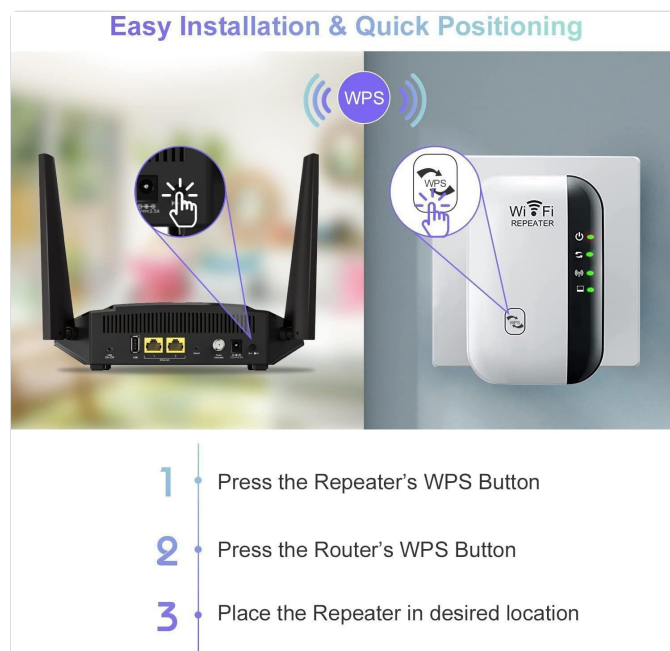 Easy Installation & Quick Positioning
WPS
WPS
Wi Fi
REPEATER
1 Press the Repeater's WPS Button
2 Press the Router's WPS Button
3 Place the Repeater in desired location